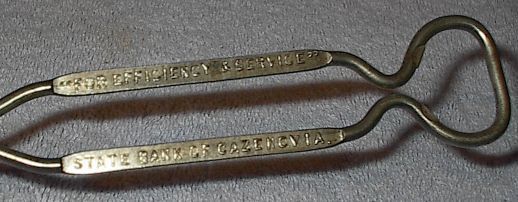 "FOR EFFICIENCY & SERVICE"
STATE BANK OF CAZENOVIA.